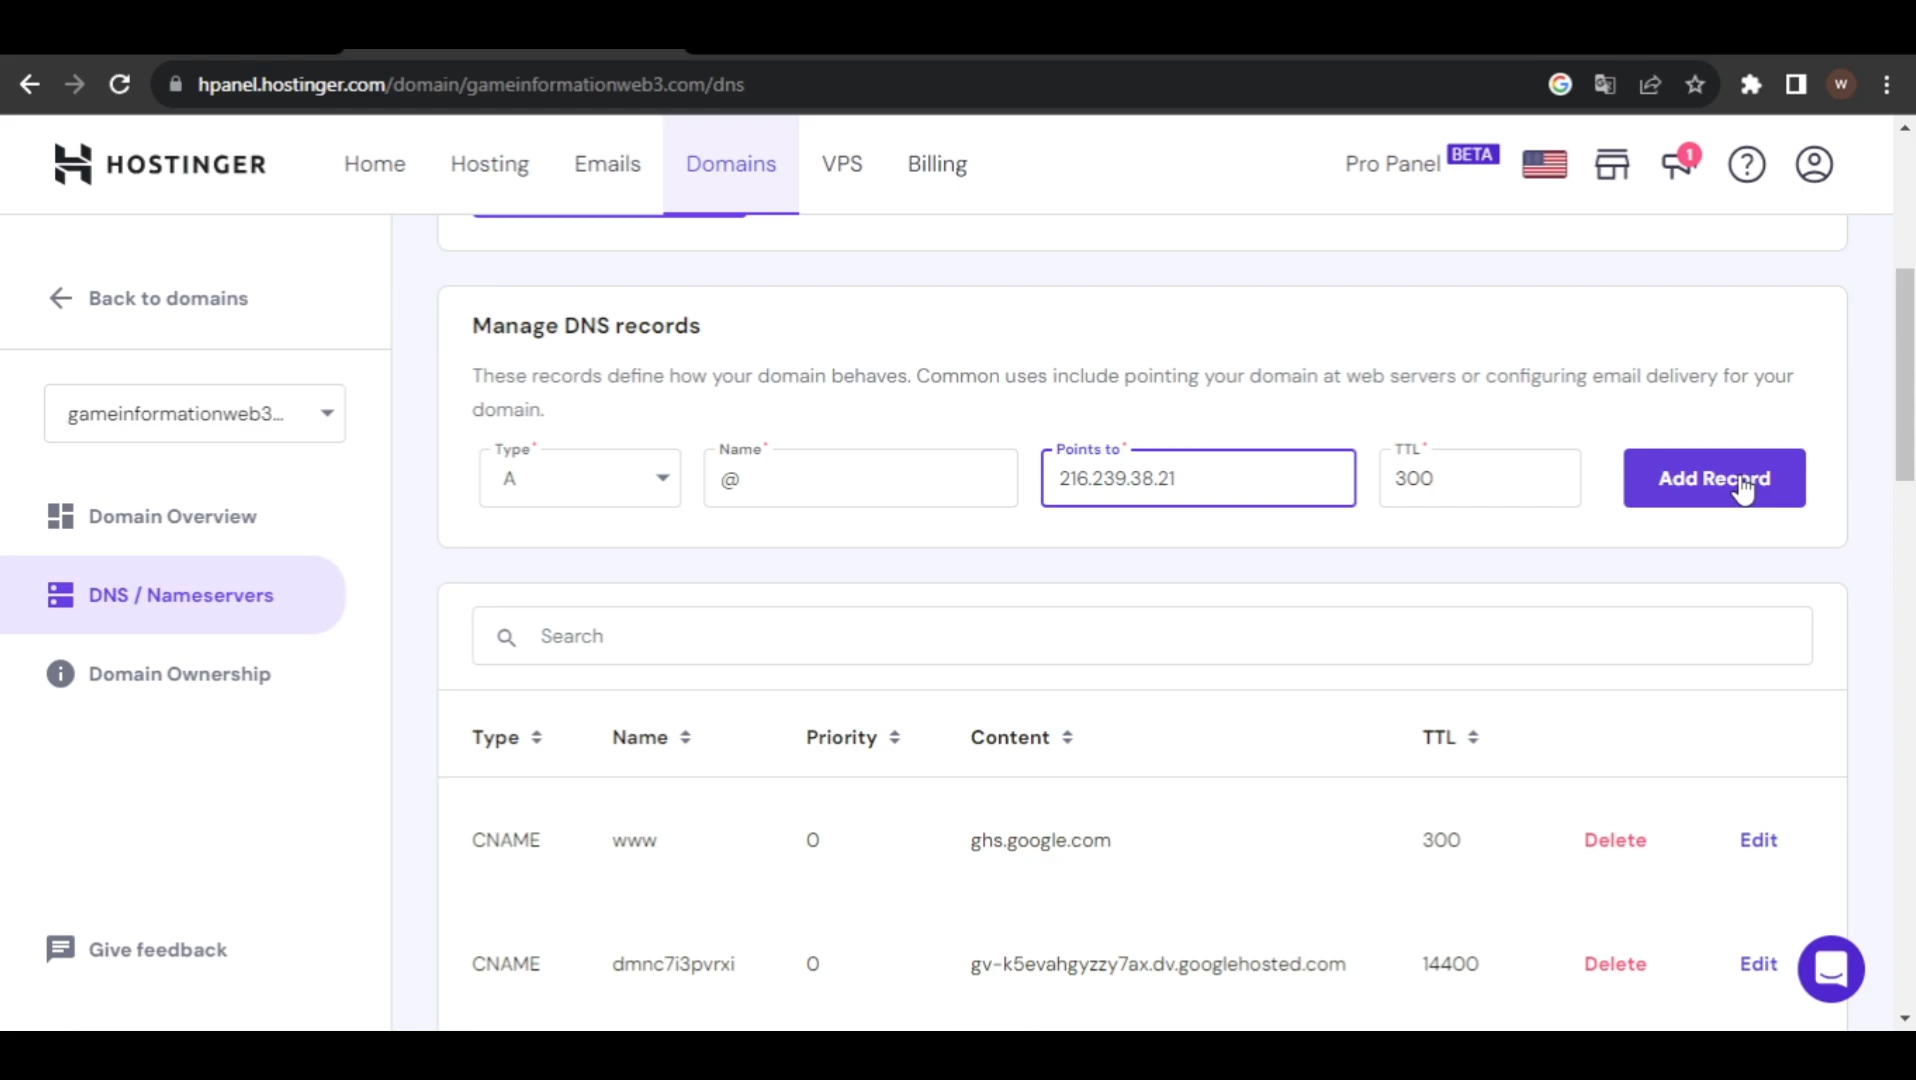 hpanel.hostinger.com/domain/gameinformationweb3.com/dns
W
HOSTINGER
Home
Hosting
Emails
Domains
VPS
Billing
Pro Panel BETA
1
Back to domains
gameinformationweb3...
Domain Overview
DNS / Nameservers
Domain Ownership
Give feedback
Manage DNS records
These records define how your domain behaves. Common uses include pointing your domain at web servers or configuring email delivery for your
domain.
Type* Name* Points to* TTL*
A @ 216.239.38.21 300 Add Record
Search
Type Name Priority Content TTL
CNAME www 0 ghs.google.com 300 Delete Edit
CNAME dmnc7i3pvrxi 0 gv-k5evahgyzzy7ax.dv.googlehosted.com 14400 Delete Edit